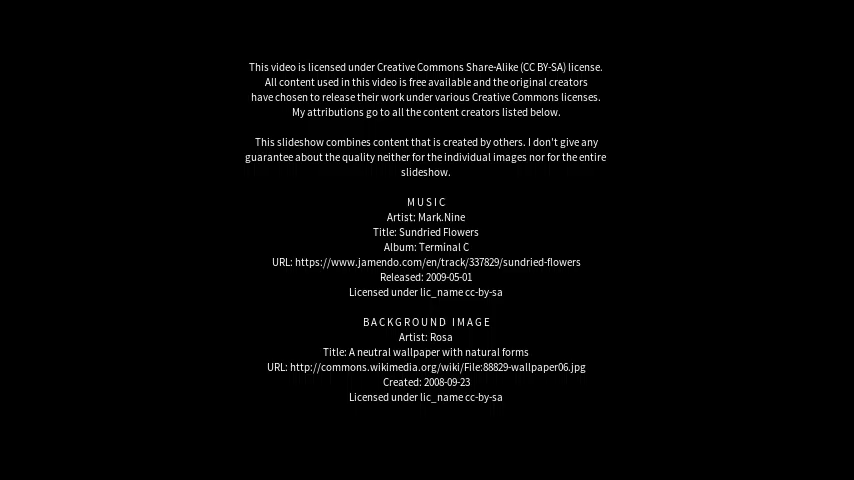 This video is licensed under Creative Commons Share-Alike (CC BY-SA) license.
All content used in this video is free available and the original creators
have chosen to release their work under various Creative Commons licenses.
My attributions go to all the content creators listed below.
This slideshow combines content that is created by others. I don't give any
guarantee about the quality neither for the individual images nor for the entire
slideshow.
M U S I C
Artist: Mark.Nine
Title: Sundried Flowers
Album: Terminal C
URL: https://www.jamendo.com/en/track/337829/sundried-flowers
Released: 2009-05-01
Licensed under lic_name cc-by-sa
B A C K G R O U N D   I M A G E
Artist: Rosa
Title: A neutral wallpaper with natural forms
URL: http://commons.wikimedia.org/wiki/File:88829-wallpaper06.jpg
Created: 2008-09-23
Licensed under lic_name cc-by-sa